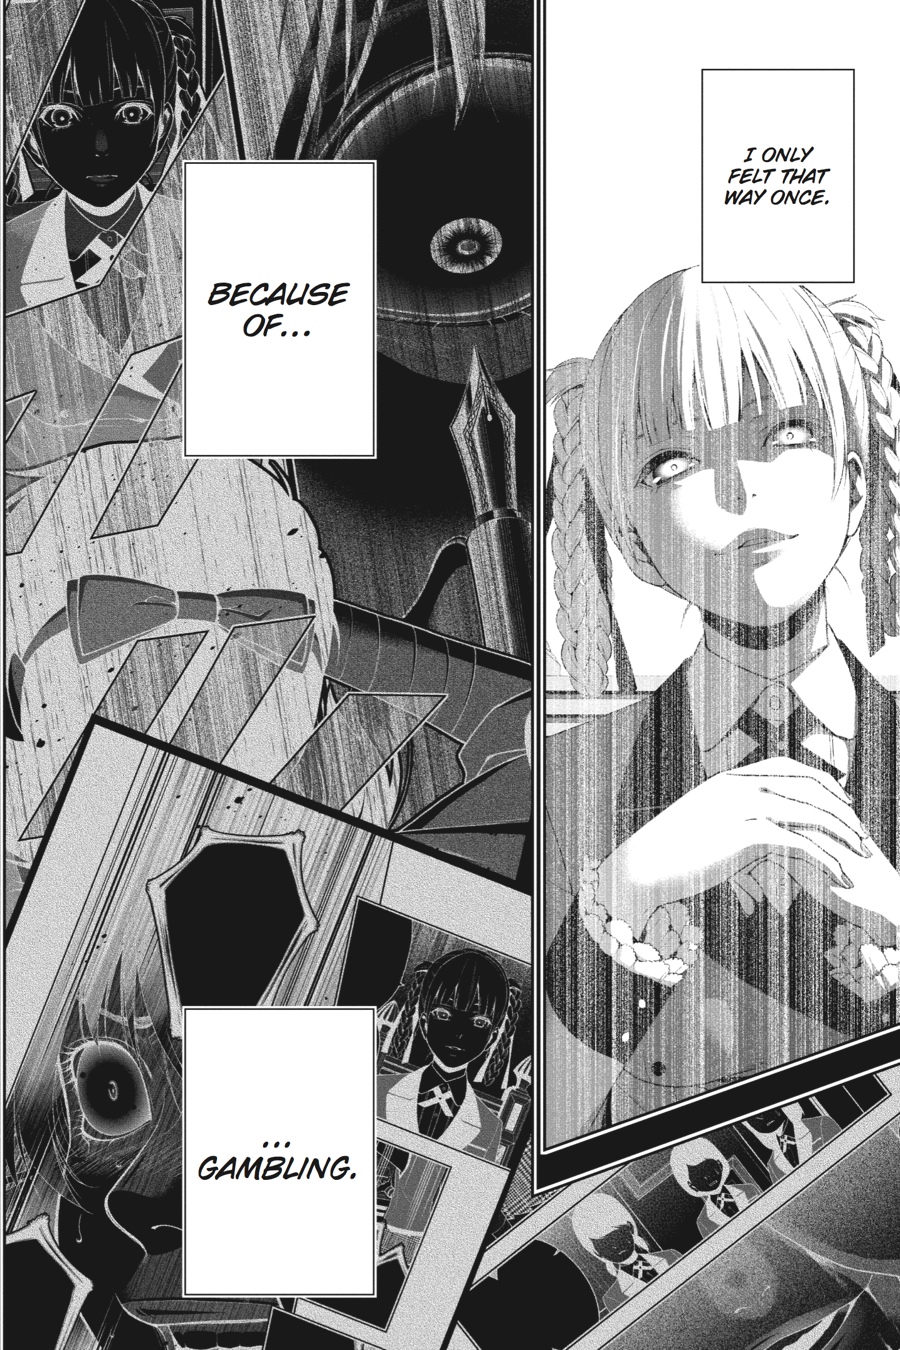 I ONLY
FELT THAT
WAY ONCE.
BECAUSE
OF...
...
GAMBLING.